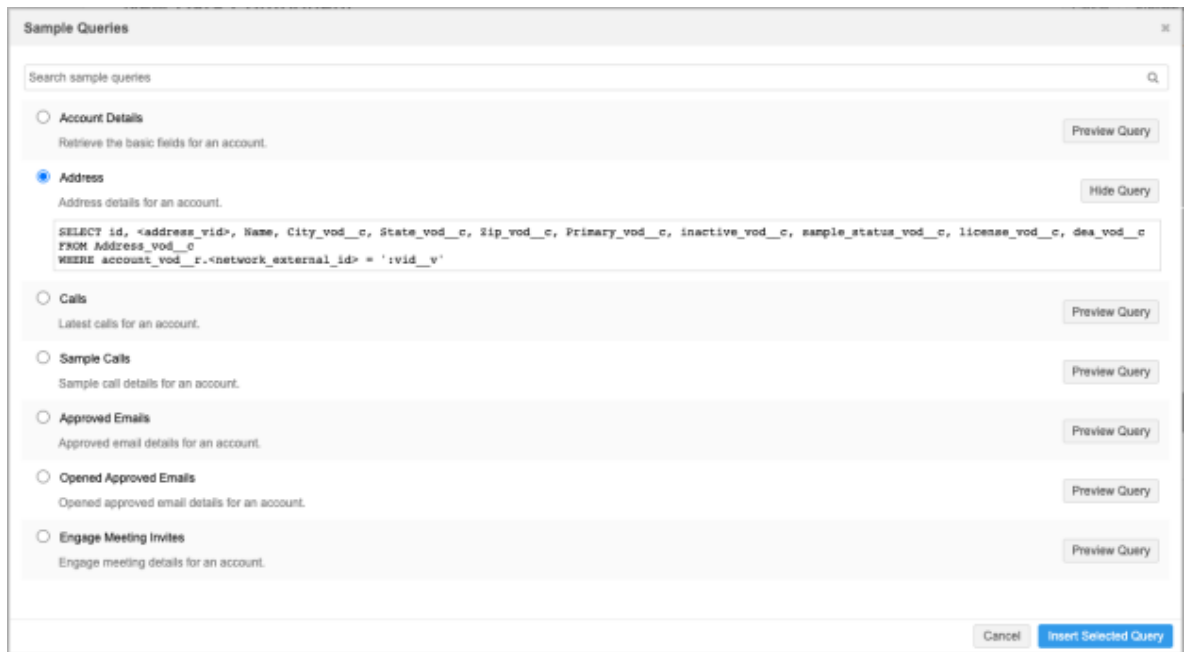 Sample Queries
Search sample queries
Account Details
Preview Query
Retrieve the basic fields for an account.
Address
Hide Query
Address details for an account.
SELECT id, <address_vid>, Name, City_vod__c, State_vod__c, Zip_vod__c, Primary_vod__c, inactive_vod__c, sample_status_vod__c, license_vod__c, dea_vod__c
FROM Address_vod__c
WHERE account_vod__r.<network_external_id> = ':vid__v'
Calls
Preview Query
Latest calls for an account.
Sample Calls
Preview Query
Sample call details for an account.
Approved Emails
Preview Query
Approved email details for an account.
Opened Approved Emails
Preview Query
Opened approved email details for an account.
Engage Meeting Invites
Preview Query
Engage meeting details for an account.
Cancel
Insert Selected Query